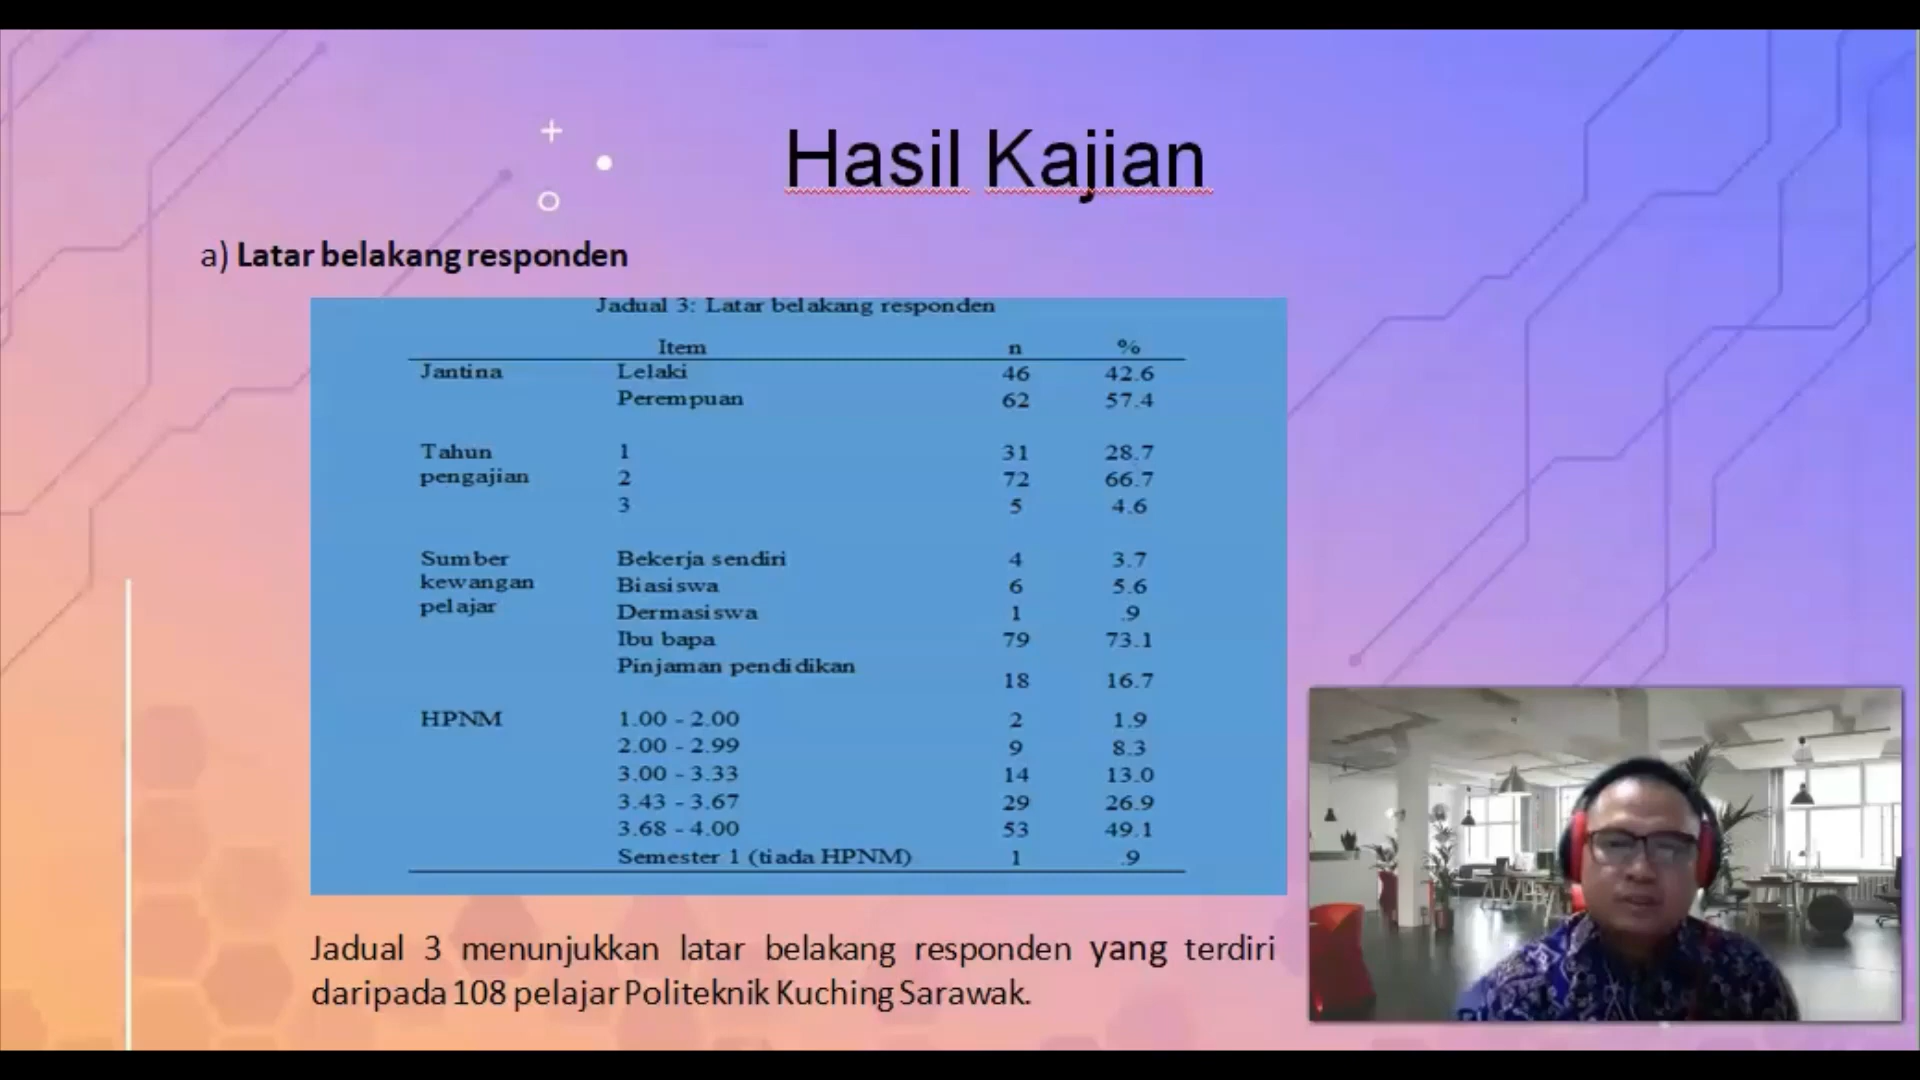 Hasil Kajian
a) Latar belakang responden
Jadual 3: Latar belakang responden
Item n %
Jantina Lelaki 46 42.6
Perempuan 62 57.4
Tahun 1 31 28.7
pengajian 2 72 66.7
3 5 4.6
Sumber Bekerja sendiri 4 3.7
kewangan Biasiswa 6 5.6
pelajar Dermasiswa 1 .9
Ibu bapa 79 73.1
Pinjaman pendidikan 18 16.7
HPNM 1.00 - 2.00 2 1.9
2.00 - 2.99 9 8.3
3.00 - 3.33 14 13.0
3.43 - 3.67 29 26.9
3.68 - 4.00 53 49.1
Semester 1 (tiada HPNM) 1 .9
Jadual 3 menunjukkan latar belakang responden yang terdiri
daripada 108 pelajar Politeknik Kuching Sarawak.